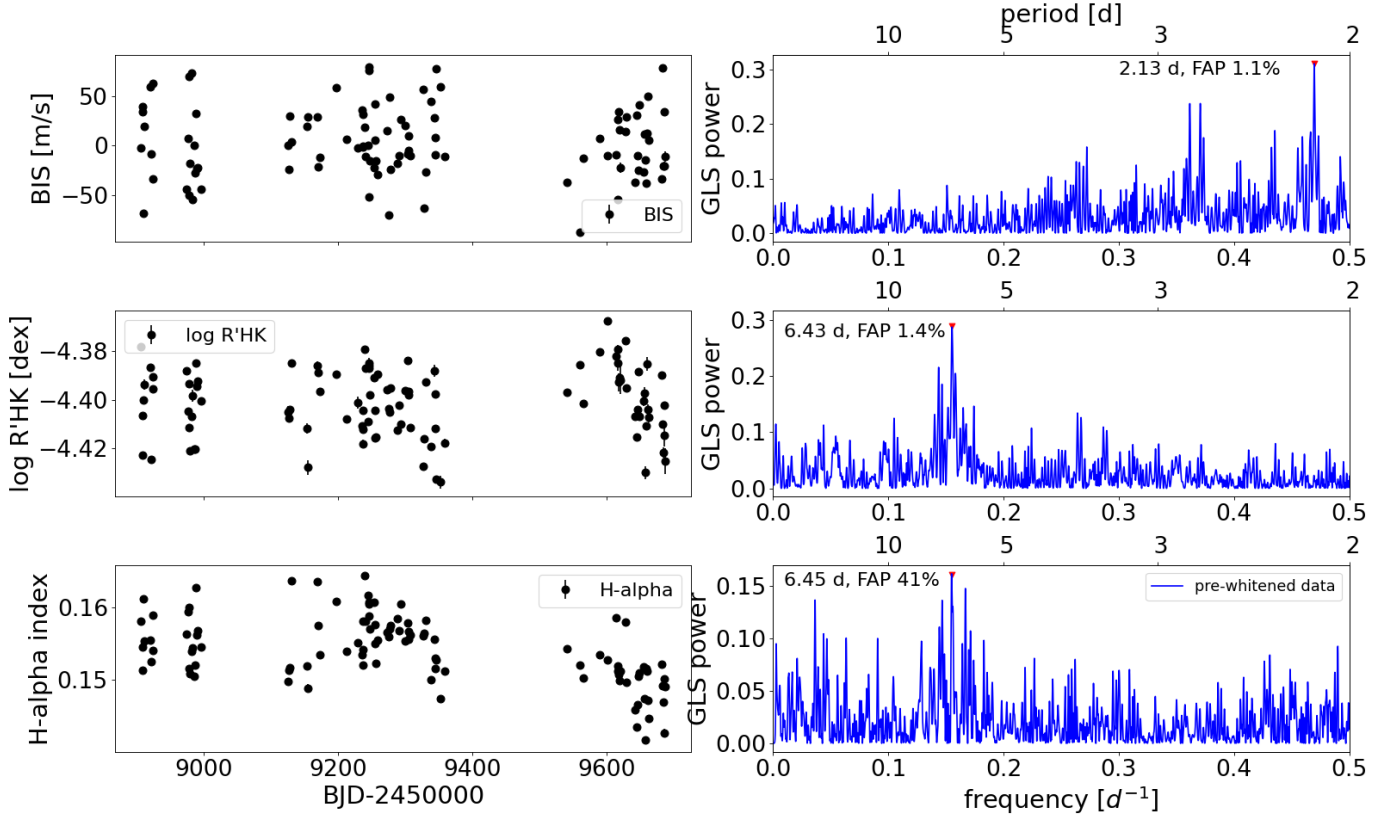 period [d]
10 5 3 2
BIS [m/s]
50
0
−50
BIS
GLS power
0.3
0.2
0.1
0.0
2.13 d, FAP 1.1%
0.0 0.1 0.2 0.3 0.4 0.5
10 5 3 2
log R'HK [dex]
−4.38
−4.40
−4.42
log R'HK
GLS power
0.3
0.2
0.1
0.0
6.43 d, FAP 1.4%
0.0 0.1 0.2 0.3 0.4 0.5
10 5 3 2
H-alpha index
0.16
0.15
H-alpha
9000 9200 9400 9600
BJD-2450000
GLS power
0.15
0.10
0.05
0.00
6.45 d, FAP 41%
pre-whitened data
0.0 0.1 0.2 0.3 0.4 0.5
frequency [d⁻¹]